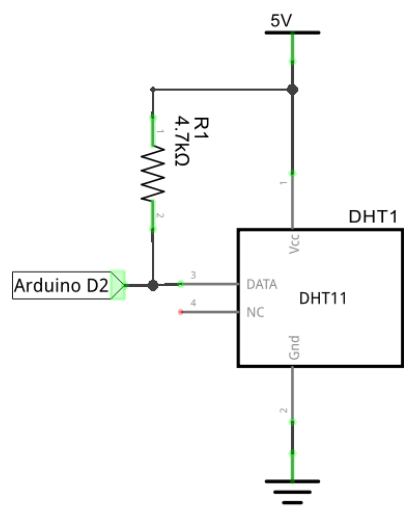 5V
1
R1
4.7kΩ
2
1
DHT1
Vcc
Arduino D2
3
DATA
DHT11
4
NC
Gnd
2